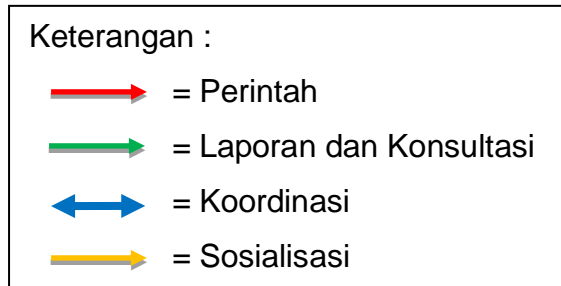 Keterangan :
= Perintah
= Laporan dan Konsultasi
= Koordinasi
= Sosialisasi